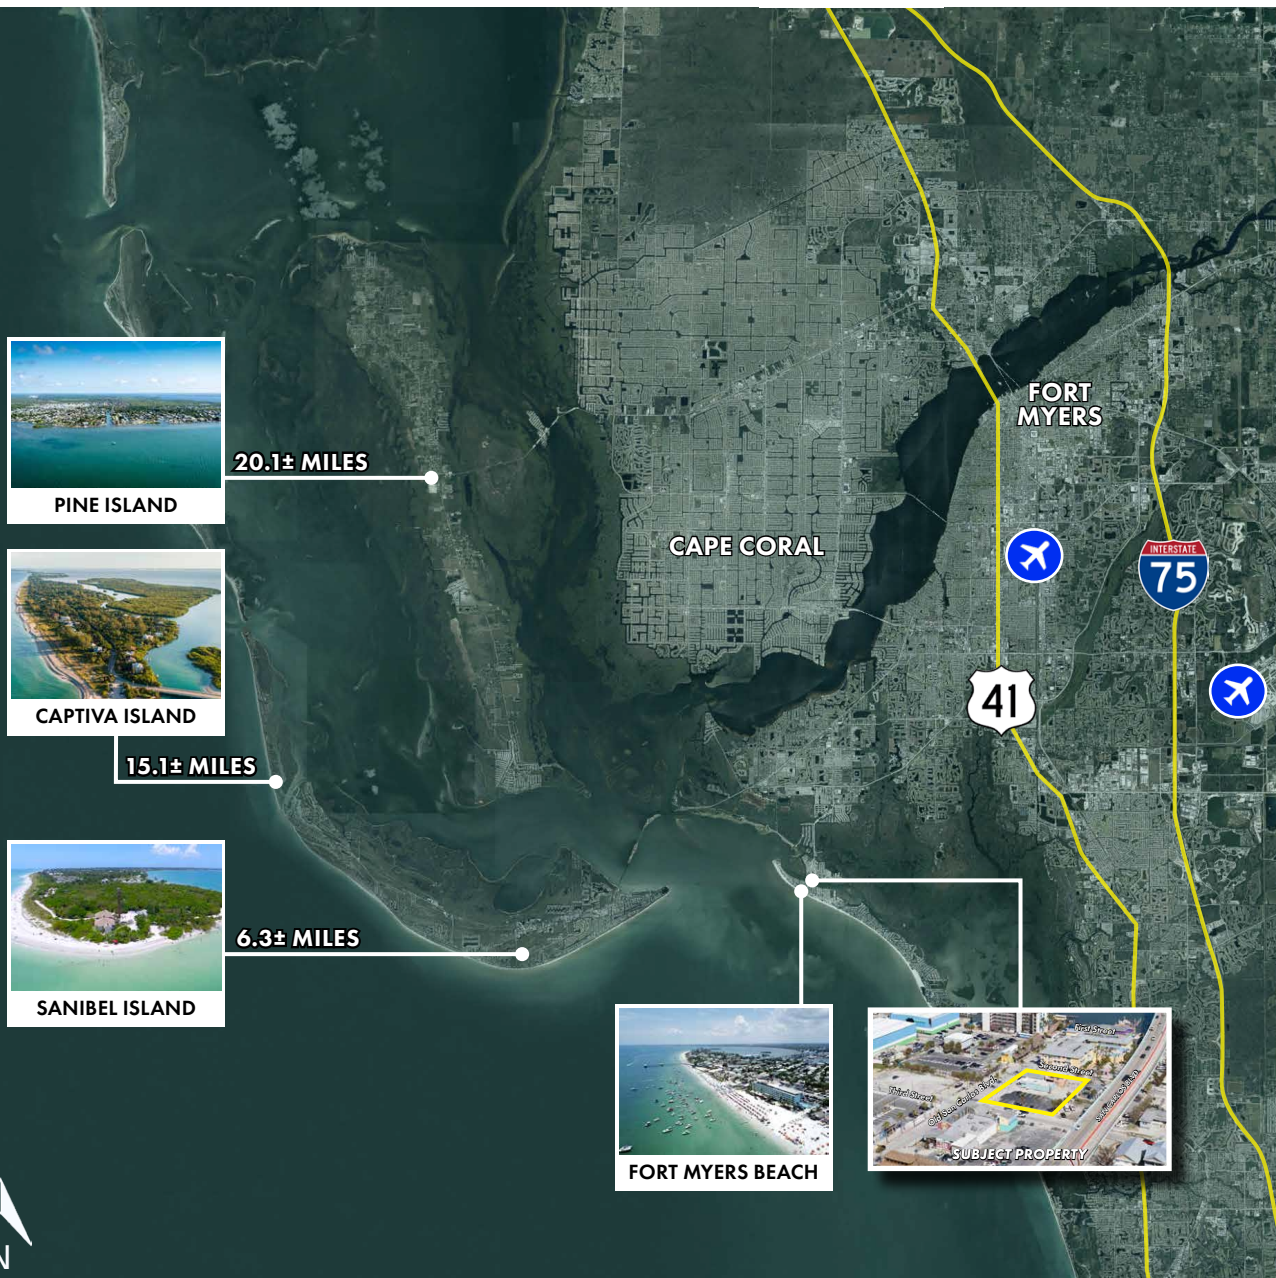 FORT
MYERS
20.1± MILES
PINE ISLAND
CAPE CORAL
INTERSTATE
75
41
CAPTIVA ISLAND
15.1± MILES
6.3± MILES
SANIBEL ISLAND
First Street
Second Street
Third Street
Old San Carlos Blvd.
SUBJECT PROPERTY
FORT MYERS BEACH
N